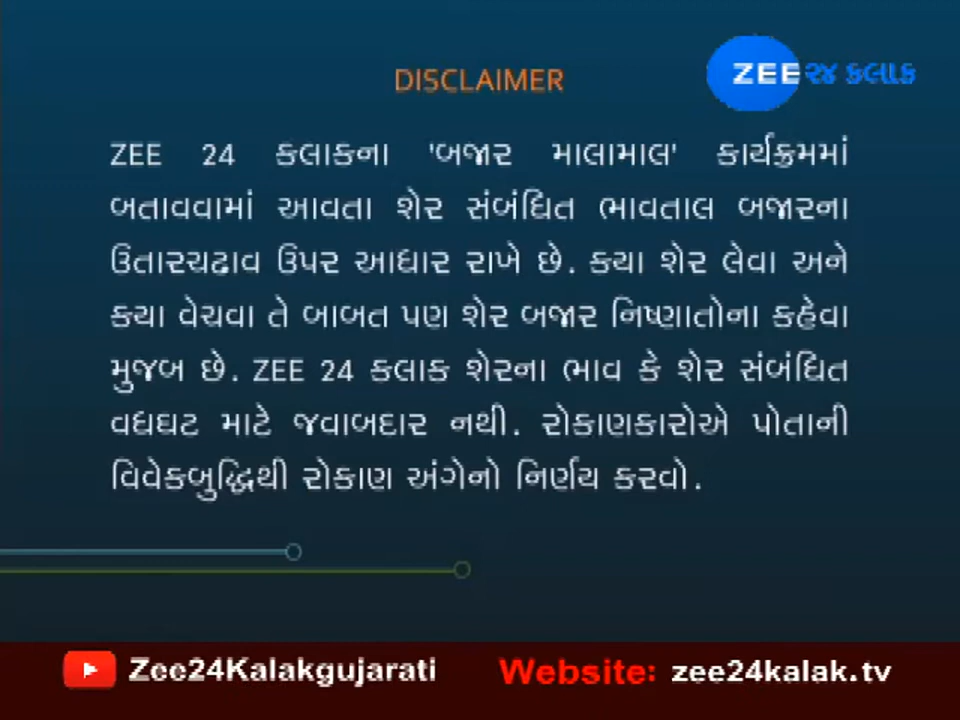 DISCLAIMER
ZEE ૨૪ કલાક
ZEE 24 કલાકના 'બજાર માલામાલ' કાર્યક્રમમાં
બતાવવામાં આવતા શેર સંબંધિત ભાવતાલ બજારના
ઉતારચઢાવ ઉપર આધાર રાખે છે. કયા શેર લેવા અને
કયા વેચવા તે બાબત પણ શેર બજાર નિષ્ણાતોના કહેવા
મુજબ છે. ZEE 24 કલાક શેરના ભાવ કે શેર સંબંધિત
વધઘટ માટે જવાબદાર નથી. રોકાણકારોએ પોતાની
વિવેકબુદ્ધિથી રોકાણ અંગેનો નિર્ણય કરવો.
Zee24Kalakgujarati Website: zee24kalak.tv